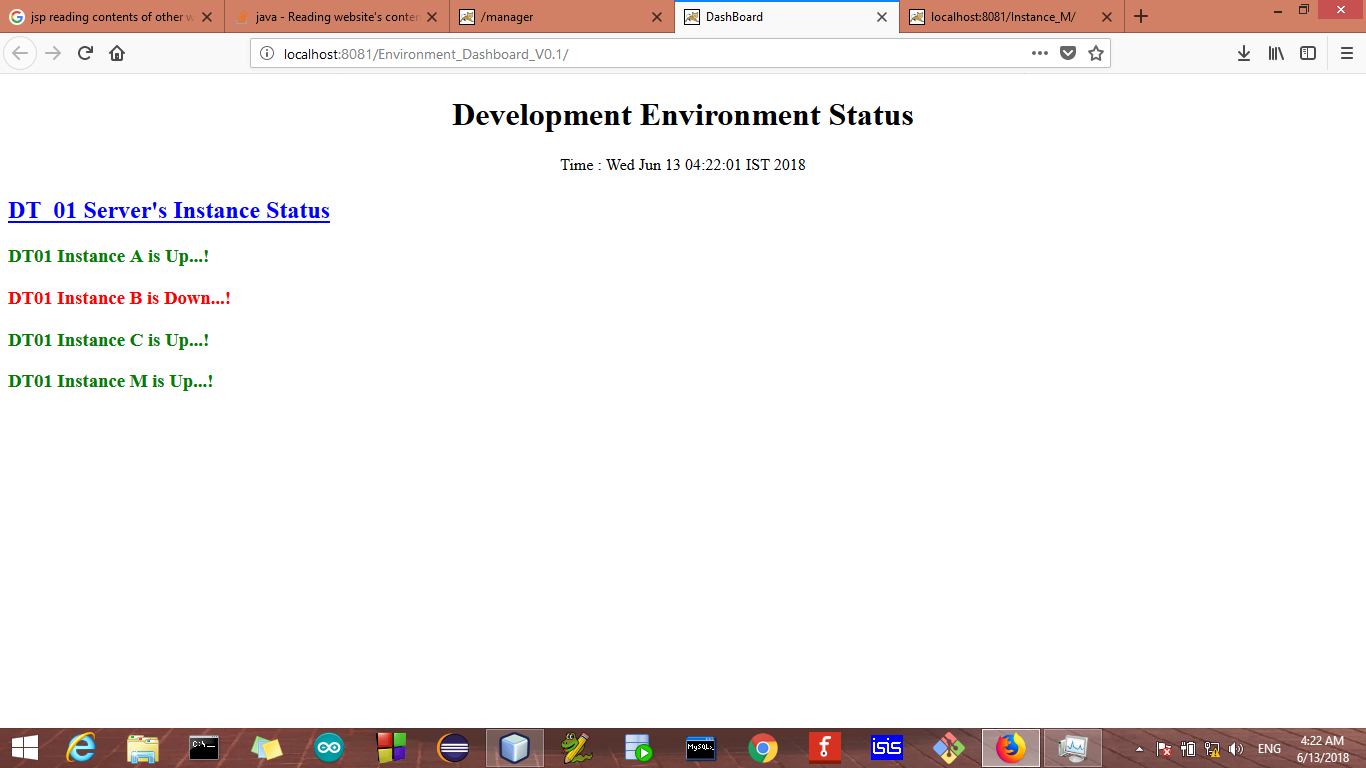 jsp reading contents of other w
java - Reading website's conten
/manager
DashBoard
localhost:8081/Instance_M/
localhost:8081/Environment_Dashboard_V0.1/
Development Environment Status
Time : Wed Jun 13 04:22:01 IST 2018
DT_01 Server's Instance Status
DT01 Instance A is Up...!
DT01 Instance B is Down...!
DT01 Instance C is Up...!
DT01 Instance M is Up...!
C:\._
MySQL
f
isis
ENG
4:22 AM
6/13/2018